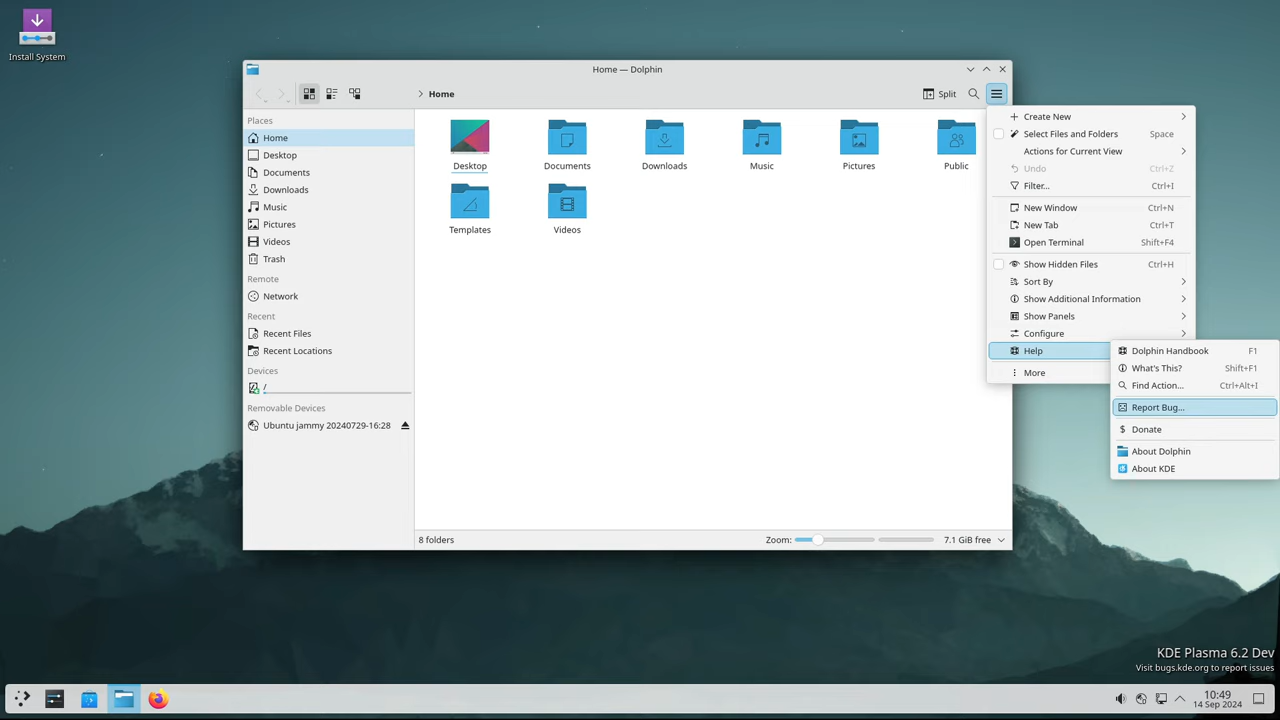 Install System
Home — Dolphin
Home
Split
Places
Home
Desktop
Documents
Downloads
Music
Pictures
Videos
Trash
Remote
Network
Recent
Recent Files
Recent Locations
Devices
/
Removable Devices
Ubuntu jammy 20240729-16:28
Desktop
Documents
Downloads
Music
Pictures
Public
Templates
Videos
8 folders
Zoom:
7.1 GiB free
Create New
Select Files and Folders Space
Actions for Current View
Undo Ctrl+Z
Filter... Ctrl+I
New Window Ctrl+N
New Tab Ctrl+T
Open Terminal Shift+F4
Show Hidden Files Ctrl+H
Sort By
Show Additional Information
Show Panels
Configure
Help
More
Dolphin Handbook F1
What's This? Shift+F1
Find Action... Ctrl+Alt+I
Report Bug...
Donate
About Dolphin
About KDE
KDE Plasma 6.2 Dev
Visit bugs.kde.org to report issues
10:49
14 Sep 2024